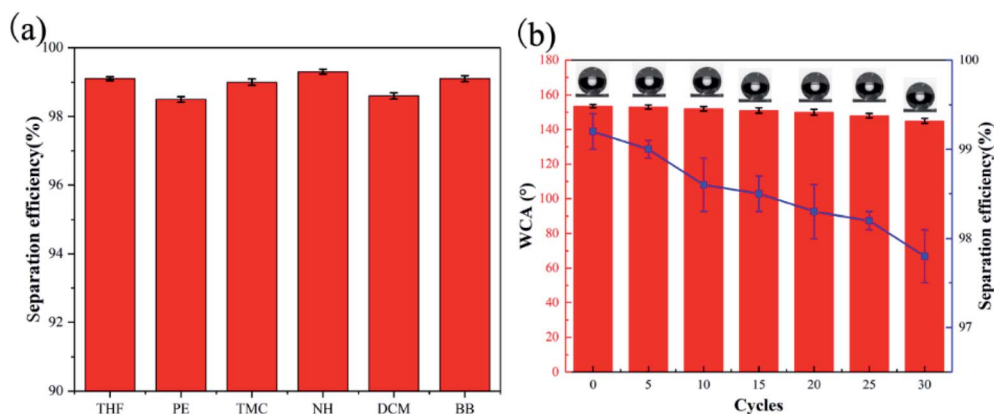 (a)
Separation efficiency(%)
100
98
96
94
92
90
THF PE TMC NH DCM BB
(b)
WCA (°)
180
160
140
120
100
80
60
40
20
0
0 5 10 15 20 25 30
Cycles
100
99
98
97
Separation efficiency(%)